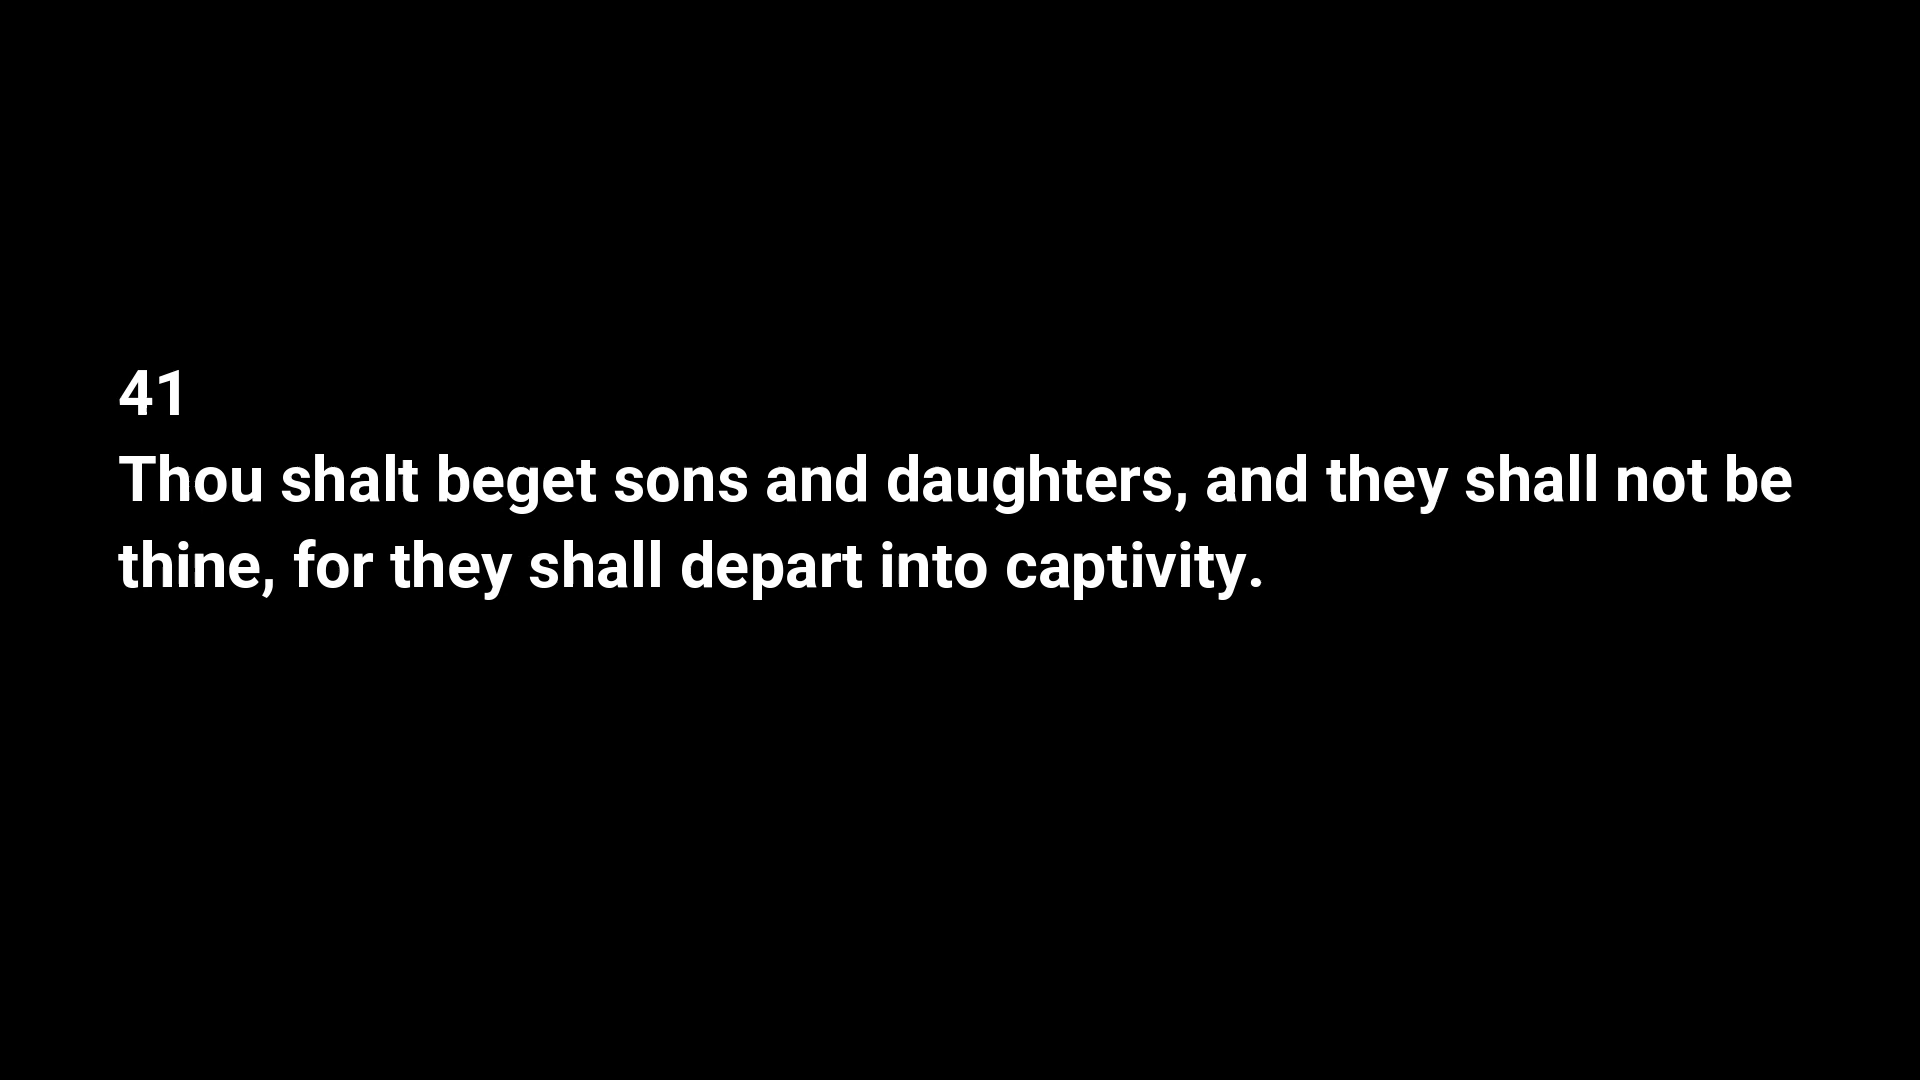 41
Thou shalt beget sons and daughters, and they shall not be
thine, for they shall depart into captivity.